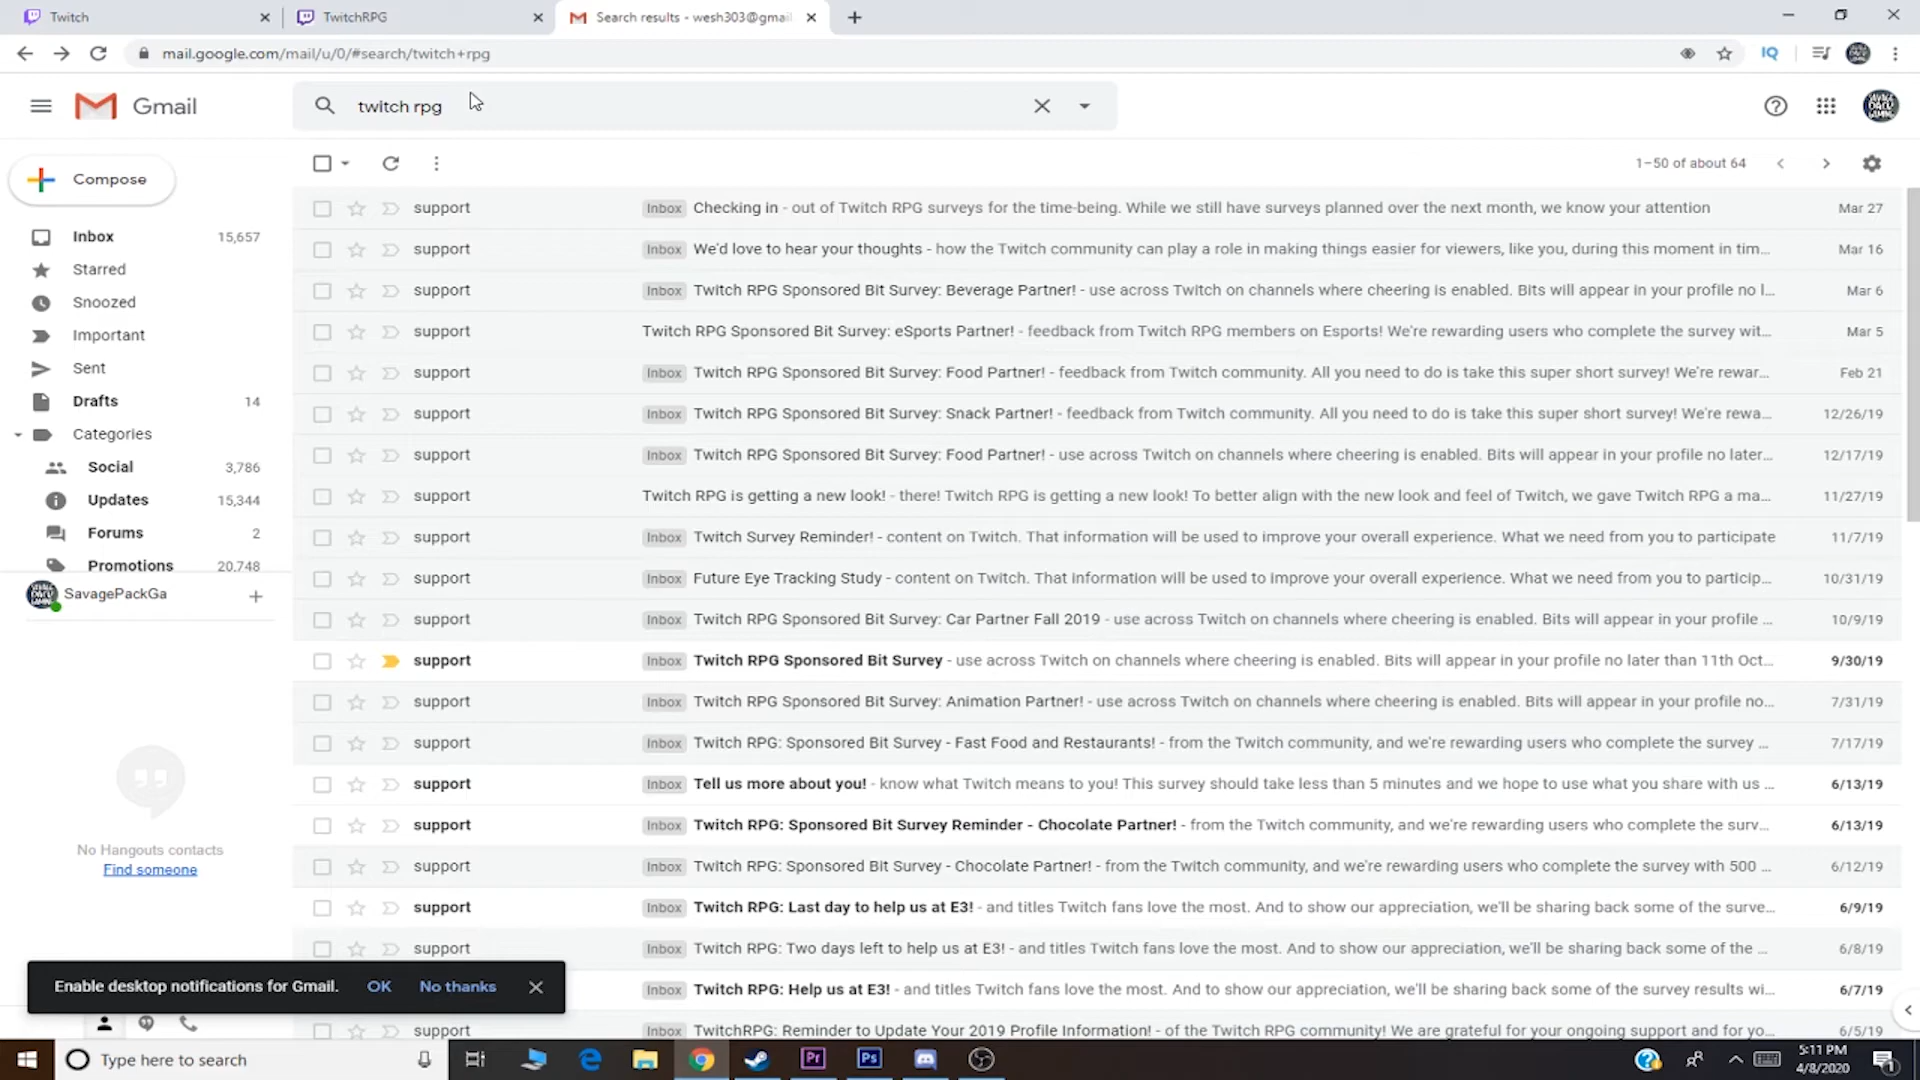 Twitch
TwitchRPG
Search results - wesh303@gmai
mail.google.com/mail/u/0/#search/twitch+rpg
IQ
Gmail
twitch rpg
Compose
1–50 of about 64
Inbox 15,657
Starred
Snoozed
Important
Sent
Drafts 14
Categories
Social 3,786
Updates 15,344
Forums 2
Promotions 20,748
SavagePackGa
No Hangouts contacts
Find someone
support Inbox Checking in - out of Twitch RPG surveys for the time-being. While we still have surveys planned over the next month, we know your attention Mar 27
support Inbox We'd love to hear your thoughts - how the Twitch community can play a role in making things easier for viewers, like you, during this moment in tim... Mar 16
support Inbox Twitch RPG Sponsored Bit Survey: Beverage Partner! - use across Twitch on channels where cheering is enabled. Bits will appear in your profile no l... Mar 6
support Twitch RPG Sponsored Bit Survey: eSports Partner! - feedback from Twitch RPG members on Esports! We're rewarding users who complete the survey wit... Mar 5
support Inbox Twitch RPG Sponsored Bit Survey: Food Partner! - feedback from Twitch community. All you need to do is take this super short survey! We're rewar... Feb 21
support Inbox Twitch RPG Sponsored Bit Survey: Snack Partner! - feedback from Twitch community. All you need to do is take this super short survey! We're rewa... 12/26/19
support Inbox Twitch RPG Sponsored Bit Survey: Food Partner! - use across Twitch on channels where cheering is enabled. Bits will appear in your profile no later... 12/17/19
support Twitch RPG is getting a new look! - there! Twitch RPG is getting a new look! To better align with the new look and feel of Twitch, we gave Twitch RPG a ma... 11/27/19
support Inbox Twitch Survey Reminder! - content on Twitch. That information will be used to improve your overall experience. What we need from you to participate 11/7/19
support Inbox Future Eye Tracking Study - content on Twitch. That information will be used to improve your overall experience. What we need from you to particip... 10/31/19
support Inbox Twitch RPG Sponsored Bit Survey: Car Partner Fall 2019 - use across Twitch on channels where cheering is enabled. Bits will appear in your profile ... 10/9/19
support Inbox Twitch RPG Sponsored Bit Survey - use across Twitch on channels where cheering is enabled. Bits will appear in your profile no later than 11th Oct... 9/30/19
support Inbox Twitch RPG Sponsored Bit Survey: Animation Partner! - use across Twitch on channels where cheering is enabled. Bits will appear in your profile no... 7/31/19
support Inbox Twitch RPG: Sponsored Bit Survey - Fast Food and Restaurants! - from the Twitch community, and we're rewarding users who complete the survey ... 7/17/19
support Inbox Tell us more about you! - know what Twitch means to you! This survey should take less than 5 minutes and we hope to use what you share with us ... 6/13/19
support Inbox Twitch RPG: Sponsored Bit Survey Reminder - Chocolate Partner! - from the Twitch community, and we're rewarding users who complete the surv... 6/13/19
support Inbox Twitch RPG: Sponsored Bit Survey - Chocolate Partner! - from the Twitch community, and we're rewarding users who complete the survey with 500 ... 6/12/19
support Inbox Twitch RPG: Last day to help us at E3! - and titles Twitch fans love the most. And to show our appreciation, we'll be sharing back some of the surve... 6/9/19
support Inbox Twitch RPG: Two days left to help us at E3! - and titles Twitch fans love the most. And to show our appreciation, we'll be sharing back some of the ... 6/8/19
Inbox Twitch RPG: Help us at E3! - and titles Twitch fans love the most. And to show our appreciation, we'll be sharing back some of the survey results wi... 6/7/19
support Inbox TwitchRPG: Reminder to Update Your 2019 Profile Information! - of the Twitch RPG community! We are grateful for your ongoing support and for yo... 6/5/19
Enable desktop notifications for Gmail. OK No thanks
Type here to search
Pr
Ps
5:11 PM
4/8/2020
1